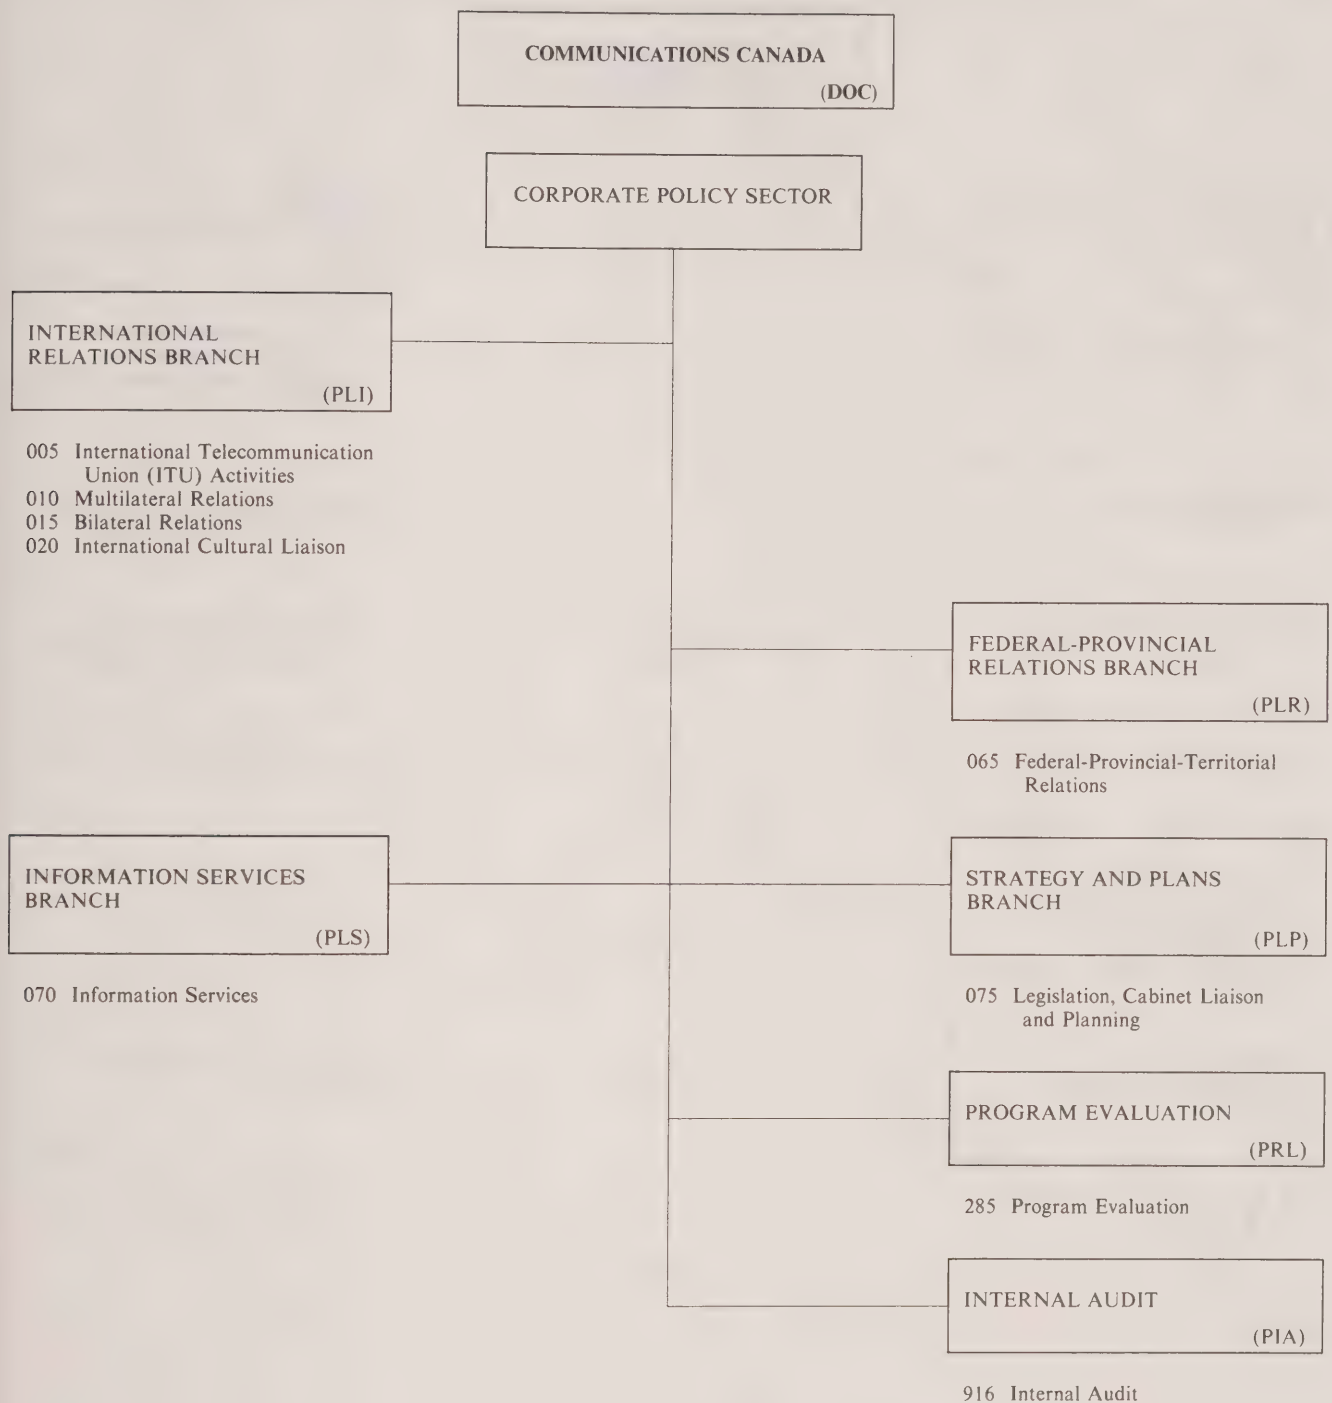 COMMUNICATIONS CANADA
(DOC)
CORPORATE POLICY SECTOR
INTERNATIONAL
RELATIONS BRANCH
(PLI)
005 International Telecommunication
Union (ITU) Activities
010 Multilateral Relations
015 Bilateral Relations
020 International Cultural Liaison
FEDERAL-PROVINCIAL
RELATIONS BRANCH
(PLR)
065 Federal-Provincial-Territorial
Relations
INFORMATION SERVICES
BRANCH
(PLS)
070 Information Services
STRATEGY AND PLANS
BRANCH
(PLP)
075 Legislation, Cabinet Liaison
and Planning
PROGRAM EVALUATION
(PRL)
285 Program Evaluation
INTERNAL AUDIT
(PIA)
916 Internal Audit